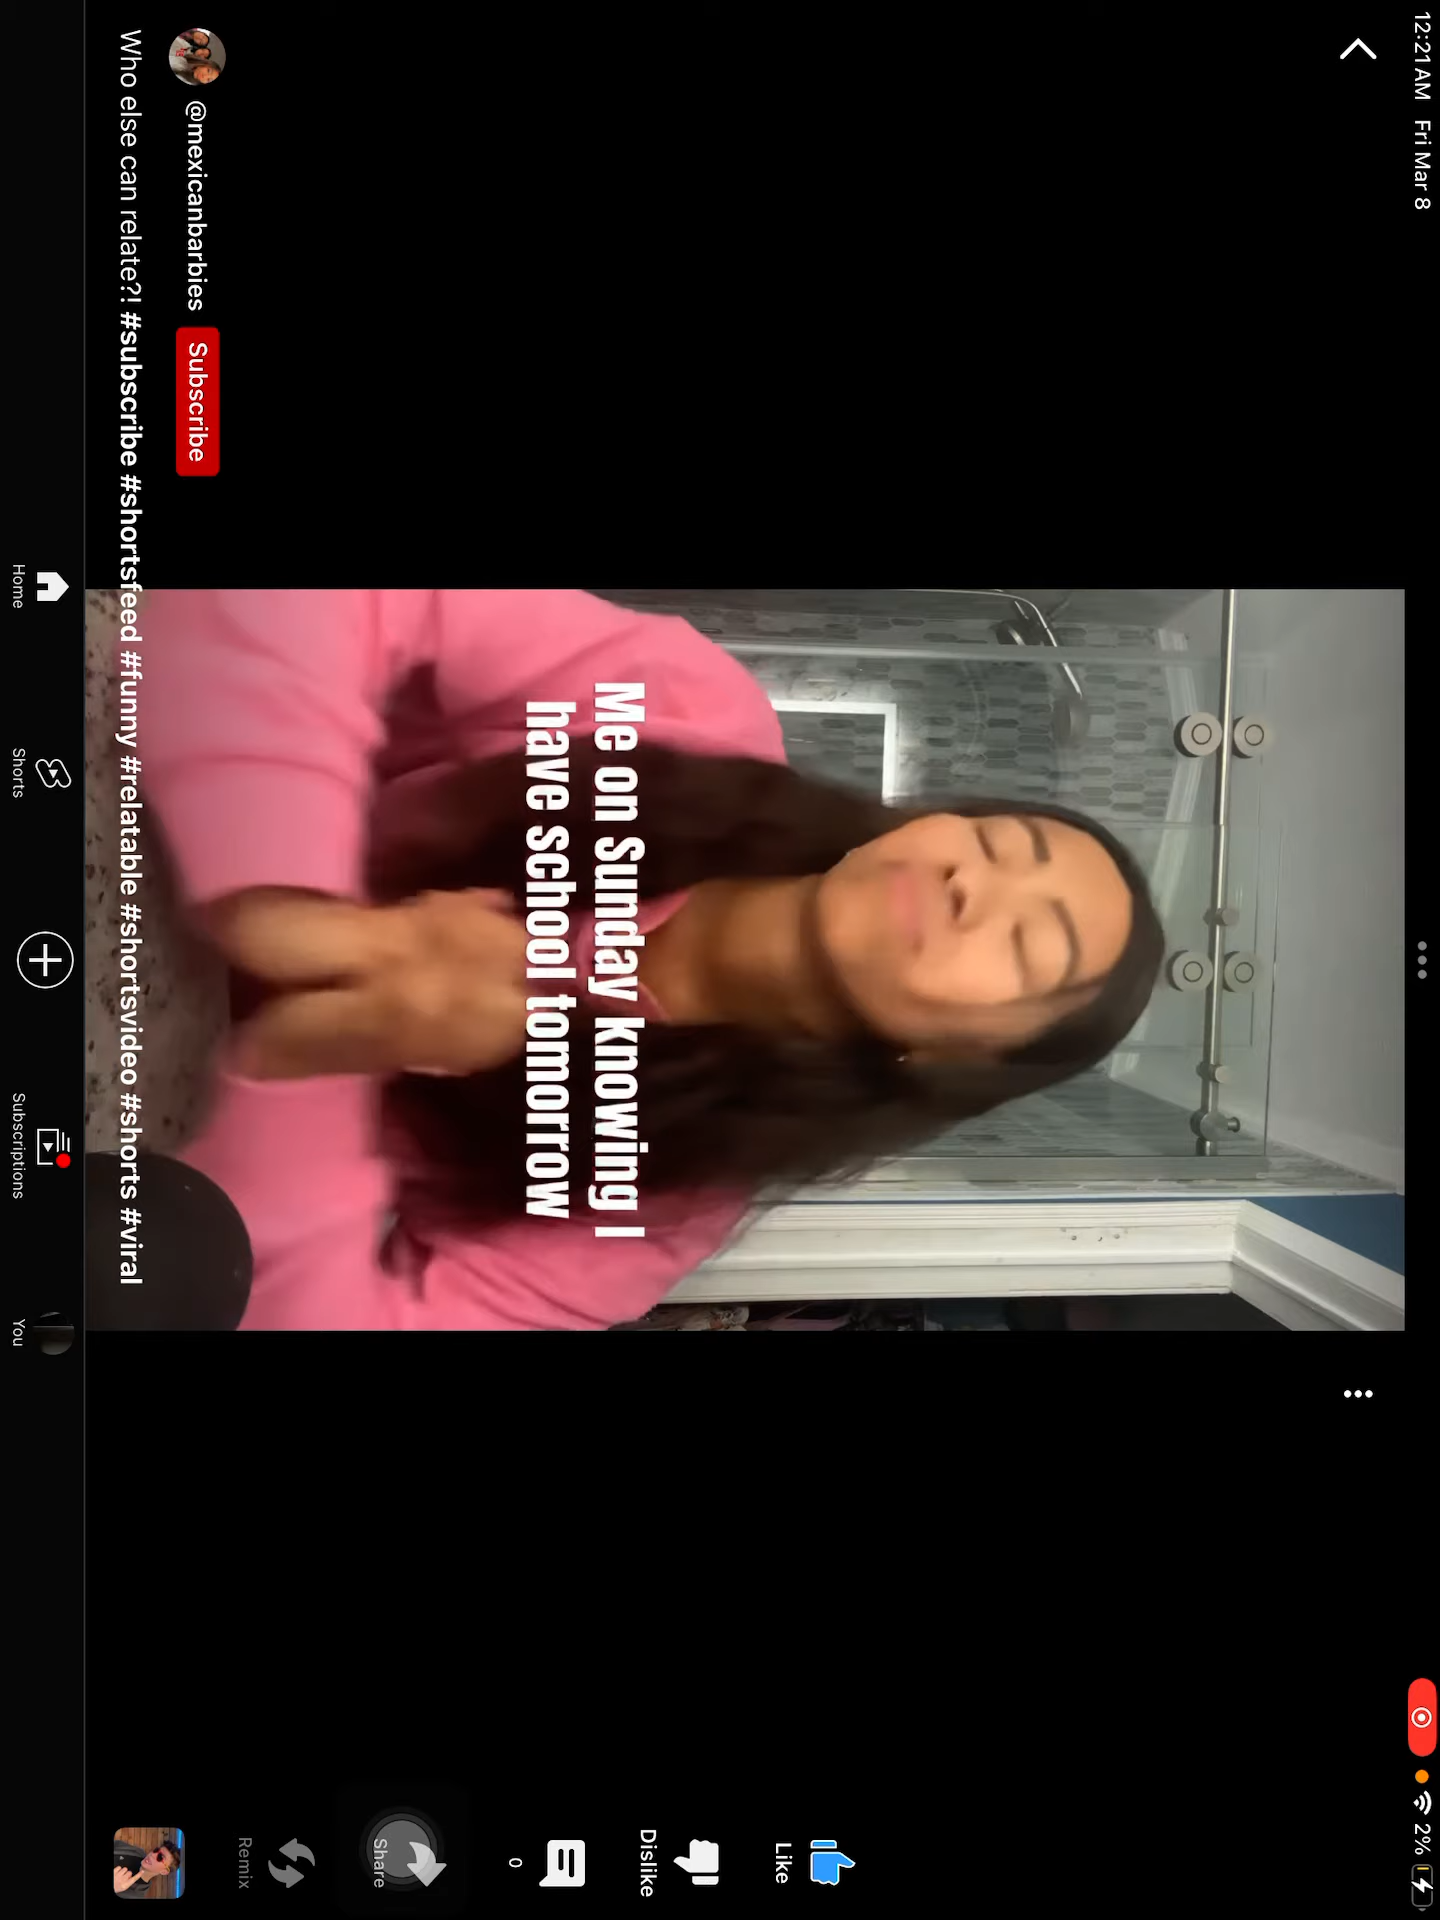 12:21 AM Fri Mar 8
2%
Me on Sunday knowing I
have school tomorrow
Like
Dislike
0
Share
Remix
@mexicanbarbies Subscribe
Who else can relate?! #subscribe #shortsfeed #funny #relatable #shortsvideo #shorts #viral
Home
Shorts
Subscriptions
You